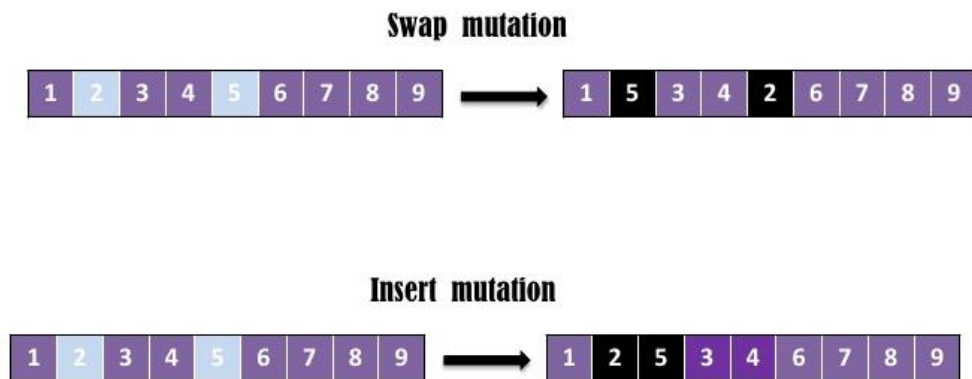 Swap mutation
1 2 3 4 5 6 7 8 9 1 5 3 4 2 6 7 8 9
Insert mutation
1 2 3 4 5 6 7 8 9 1 2 5 3 4 6 7 8 9